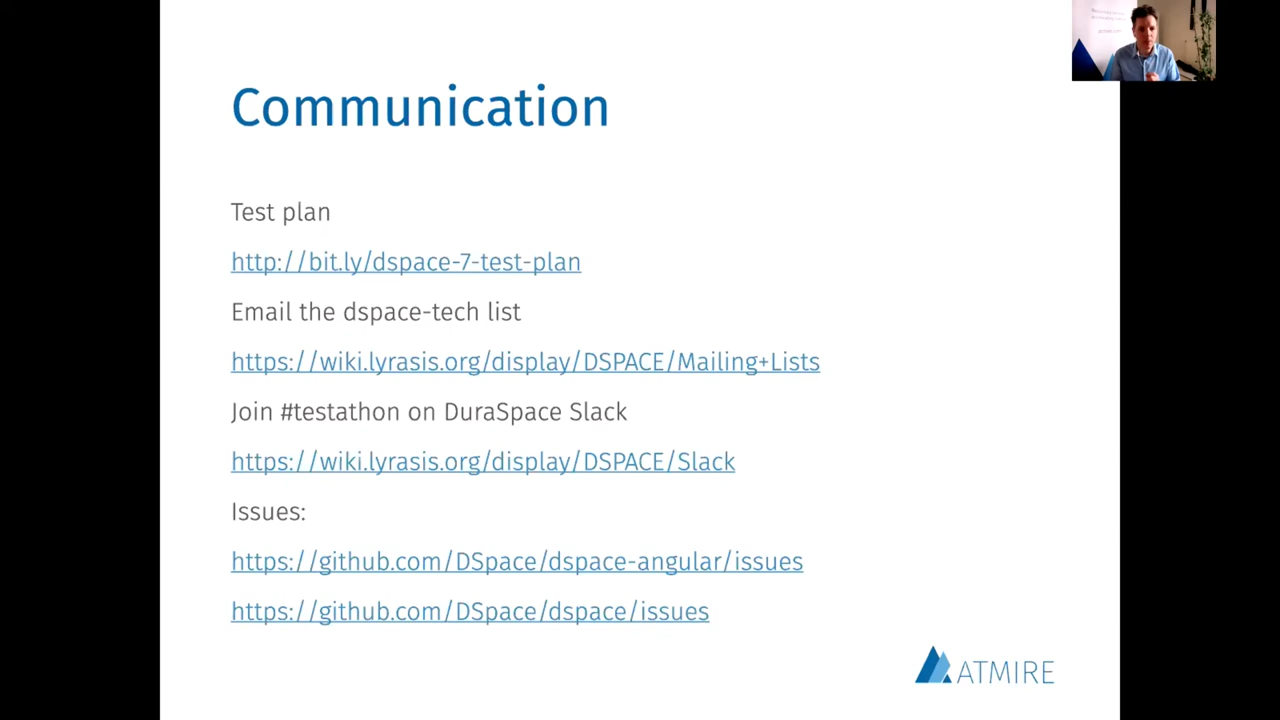 Communication
Test plan
http://bit.ly/dspace-7-test-plan
Email the dspace-tech list
https://wiki.lyrasis.org/display/DSPACE/Mailing+Lists
Join #testathon on DuraSpace Slack
https://wiki.lyrasis.org/display/DSPACE/Slack
Issues:
https://github.com/DSpace/dspace-angular/issues
https://github.com/DSpace/dspace/issues
ATMIRE